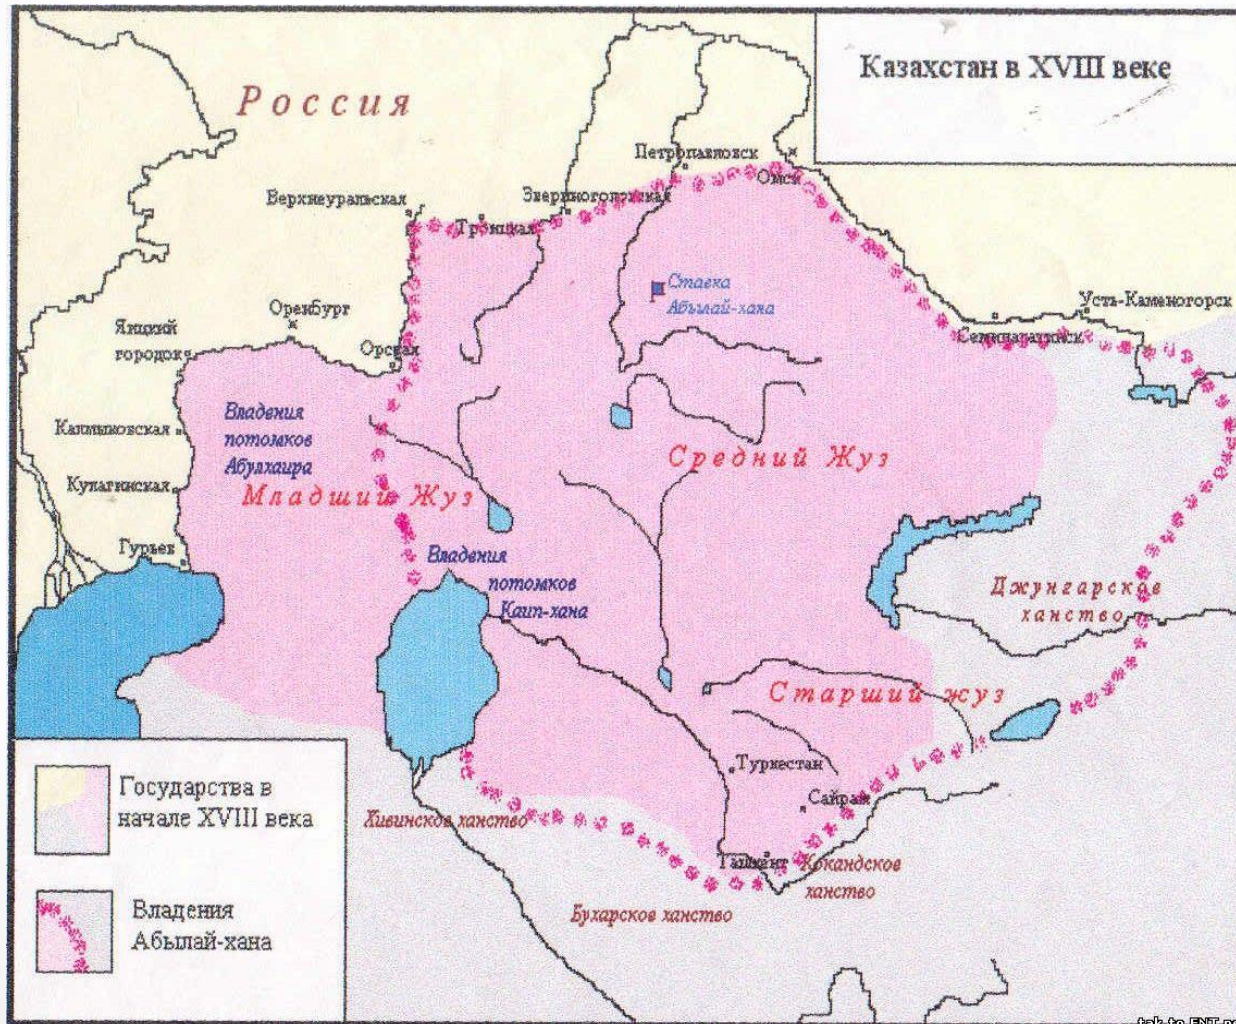 Казахстан в XVIII веке
Россия
Петропавловск
Омск
Верхнеуральская
Звериноголовская
Троицкая
Ставка
Абылай-хана
Оренбург
Усть-Каменогорск
Яицкий
городок
Орская
Семипалатинск
Владения
потомков
Абулхаира
Калмыковская
Средний Жуз
Кулагинская
Младший Жуз
Гурьев
Владения
потомков
Каип-хана
Джунгарское
ханство
Старший жуз
Туркестан
Сайрам
Хивинское ханство
Ташкент
Кокандское
ханство
Бухарское ханство
Государства в
начале XVIII века
Владения
Абылай-хана